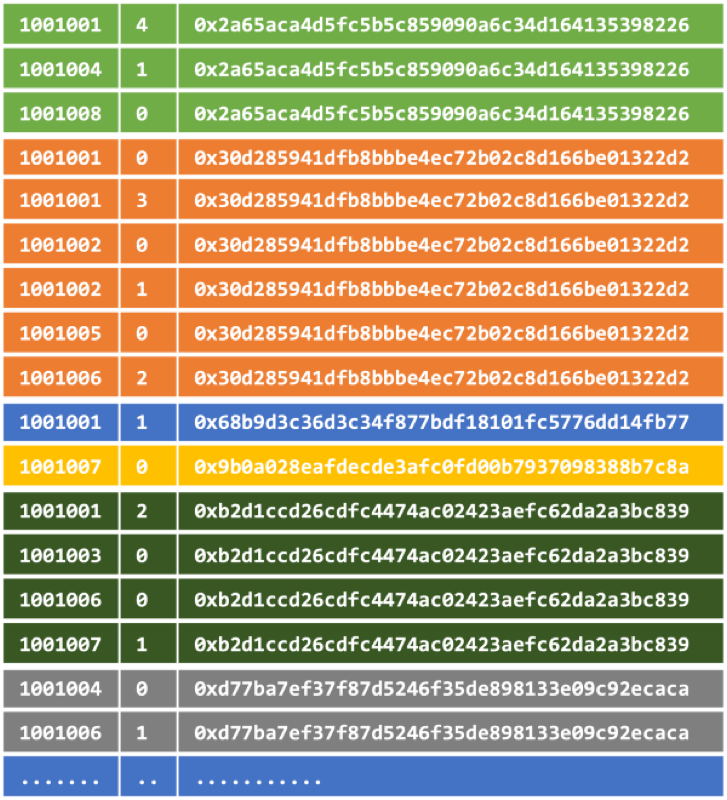 1001001 4 0x2a65aca4d5fc5b5c859090a6c34d164135398226
1001004 1 0x2a65aca4d5fc5b5c859090a6c34d164135398226
1001008 0 0x2a65aca4d5fc5b5c859090a6c34d164135398226
1001001 0 0x30d285941dfb8bbbe4ec72b02c8d166be01322d2
1001001 3 0x30d285941dfb8bbbe4ec72b02c8d166be01322d2
1001002 0 0x30d285941dfb8bbbe4ec72b02c8d166be01322d2
1001002 1 0x30d285941dfb8bbbe4ec72b02c8d166be01322d2
1001005 0 0x30d285941dfb8bbbe4ec72b02c8d166be01322d2
1001006 2 0x30d285941dfb8bbbe4ec72b02c8d166be01322d2
1001001 1 0x68b9d3c36d3c34f877bdf18101fc5776dd14fb77
1001007 0 0x9b0a028eafdecde3afc0fd00b7937098388b7c8a
1001001 2 0xb2d1ccd26cdfc4474ac02423aefc62da2a3bc839
1001003 0 0xb2d1ccd26cdfc4474ac02423aefc62da2a3bc839
1001006 0 0xb2d1ccd26cdfc4474ac02423aefc62da2a3bc839
1001007 1 0xb2d1ccd26cdfc4474ac02423aefc62da2a3bc839
1001004 0 0xd77ba7ef37f87d5246f35de898133e09c92ecaca
1001006 1 0xd77ba7ef37f87d5246f35de898133e09c92ecaca
....... .. ...........